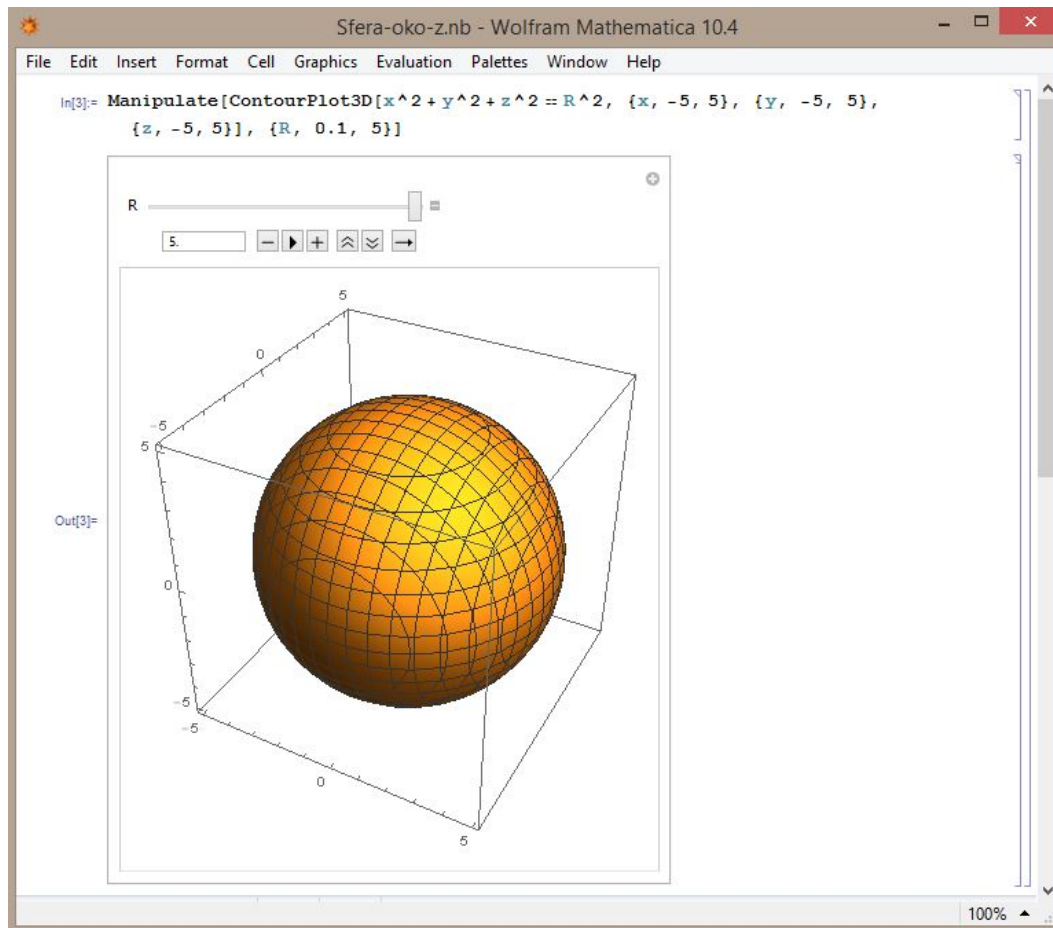 Sfera-oko-z.nb - Wolfram Mathematica 10.4
File Edit Insert Format Cell Graphics Evaluation Palettes Window Help
In[3]:= Manipulate[ContourPlot3D[x^2 + y^2 + z^2 == R^2, {x, -5, 5}, {y, -5, 5},
{z, -5, 5}], {R, 0.1, 5}]
R
5.
5
0
-5
5
Out[3]=
0
-5
-5
0
5
100%